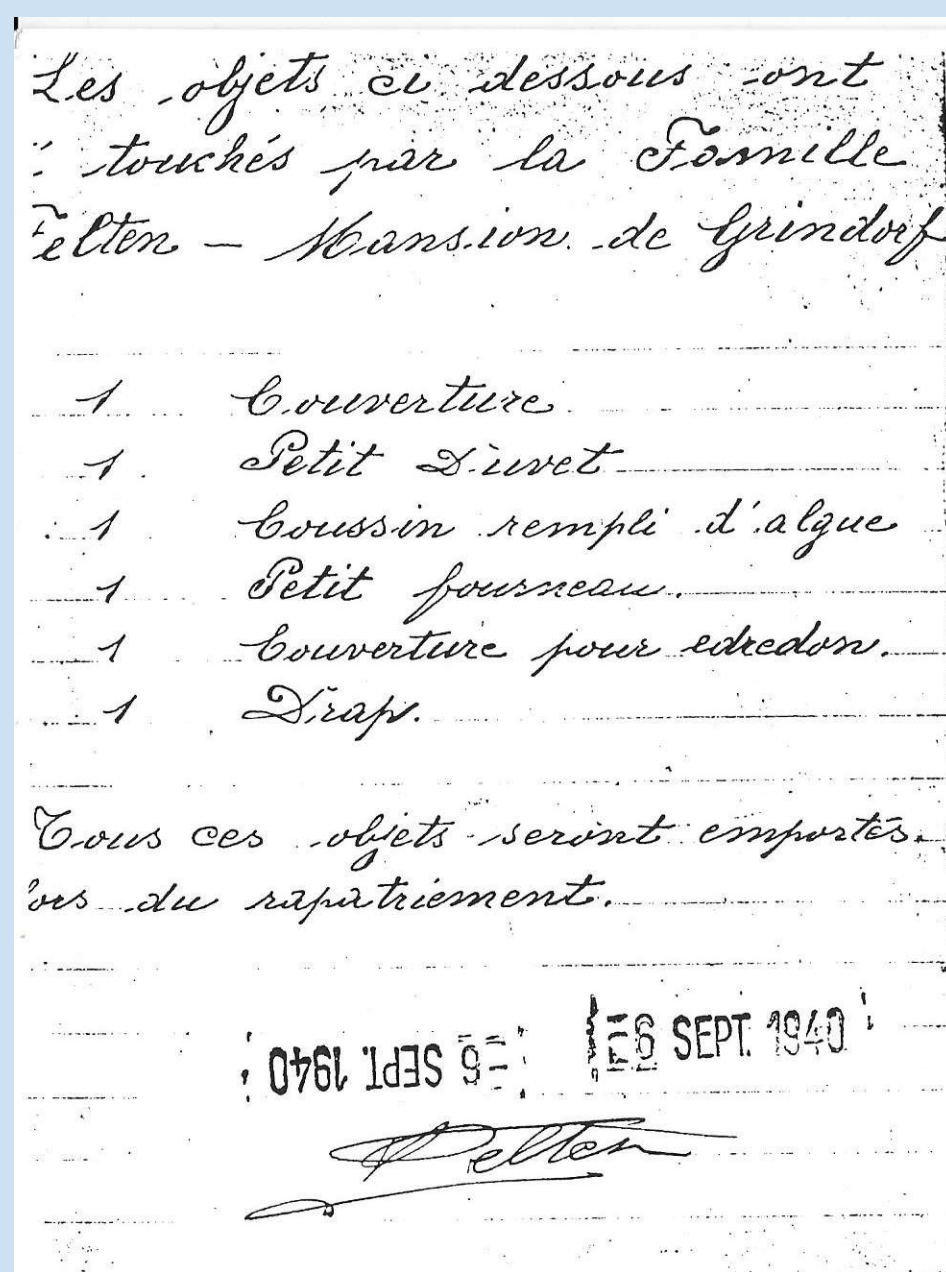 Les objets ci dessous ont
touchés par la Famille
Felten – Mansion de Grindorf
1 Couverture
1 Petit Duvet
1 Coussin rempli d'algue
1 Petit fourneau.
1 Couverture pour edredon.
1 Drap.
Tous ces objets seront emportés
lors du rapatriement.
6 SEPT. 1940
6 SEPT. 1940
Felten